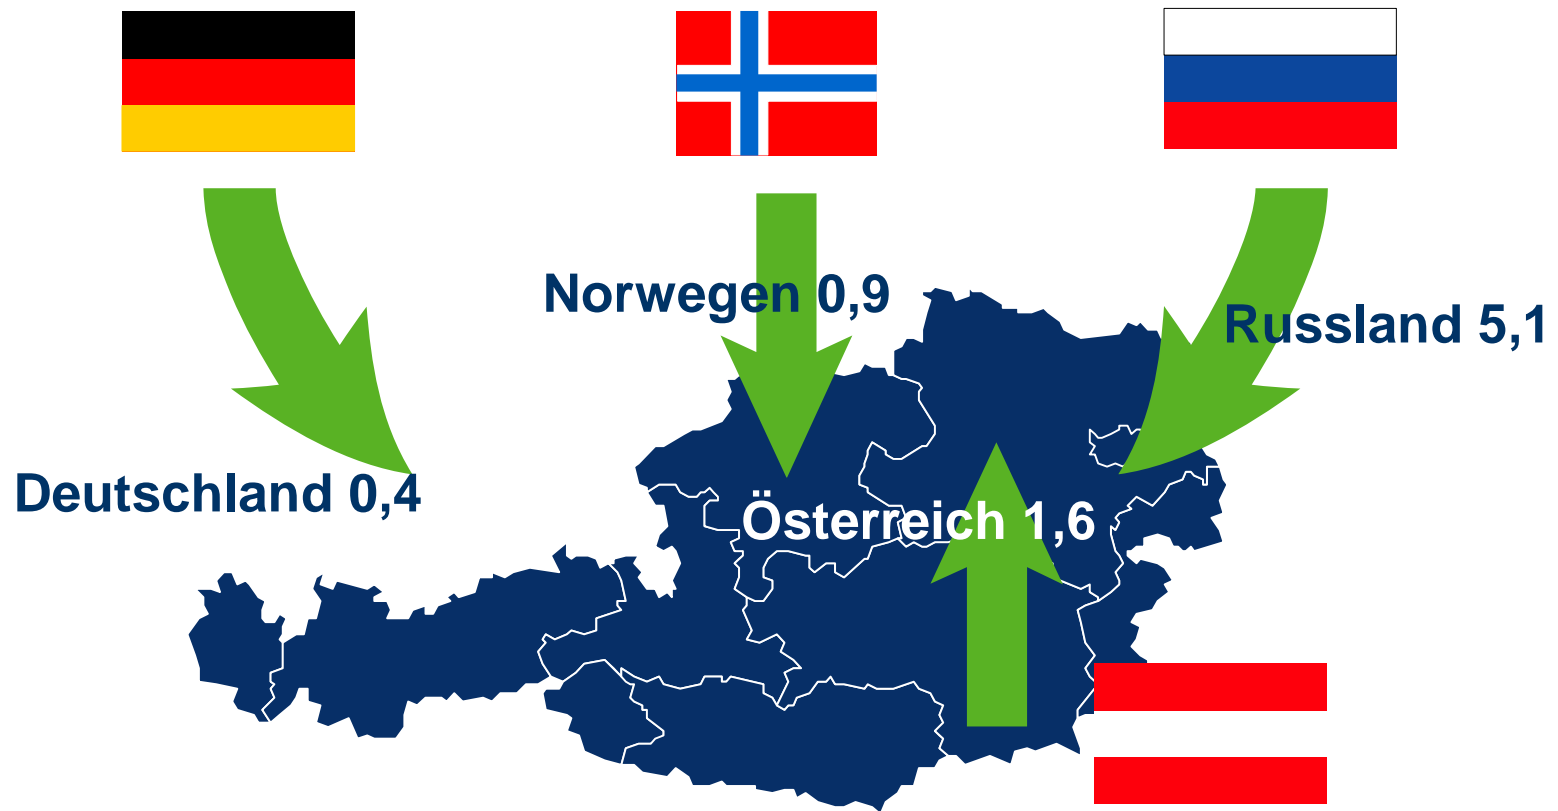 Norwegen 0,9
Russland 5,1
Deutschland 0,4
Österreich 1,6